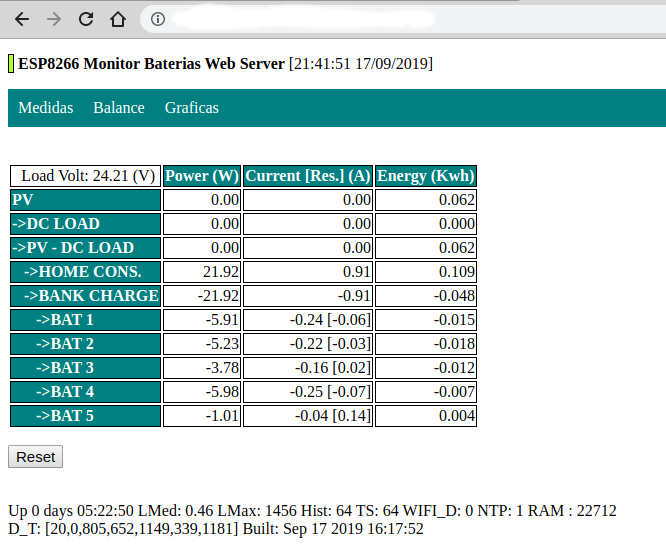 ESP8266 Monitor Baterias Web Server [21:41:51 17/09/2019]
Medidas Balance Graficas
Load Volt: 24.21 (V) Power (W) Current [Res.] (A) Energy (Kwh)
PV 0.00 0.00 0.062
->DC LOAD 0.00 0.00 0.000
->PV - DC LOAD 0.00 0.00 0.062
->HOME CONS. 21.92 0.91 0.109
->BANK CHARGE -21.92 -0.91 -0.048
->BAT 1 -5.91 -0.24 [-0.06] -0.015
->BAT 2 -5.23 -0.22 [-0.03] -0.018
->BAT 3 -3.78 -0.16 [0.02] -0.012
->BAT 4 -5.98 -0.25 [-0.07] -0.007
->BAT 5 -1.01 -0.04 [0.14] 0.004
Reset
Up 0 days 05:22:50 LMed: 0.46 LMax: 1456 Hist: 64 TS: 64 WIFI_D: 0 NTP: 1 RAM : 22712
D_T: [20,0,805,652,1149,339,1181] Built: Sep 17 2019 16:17:52